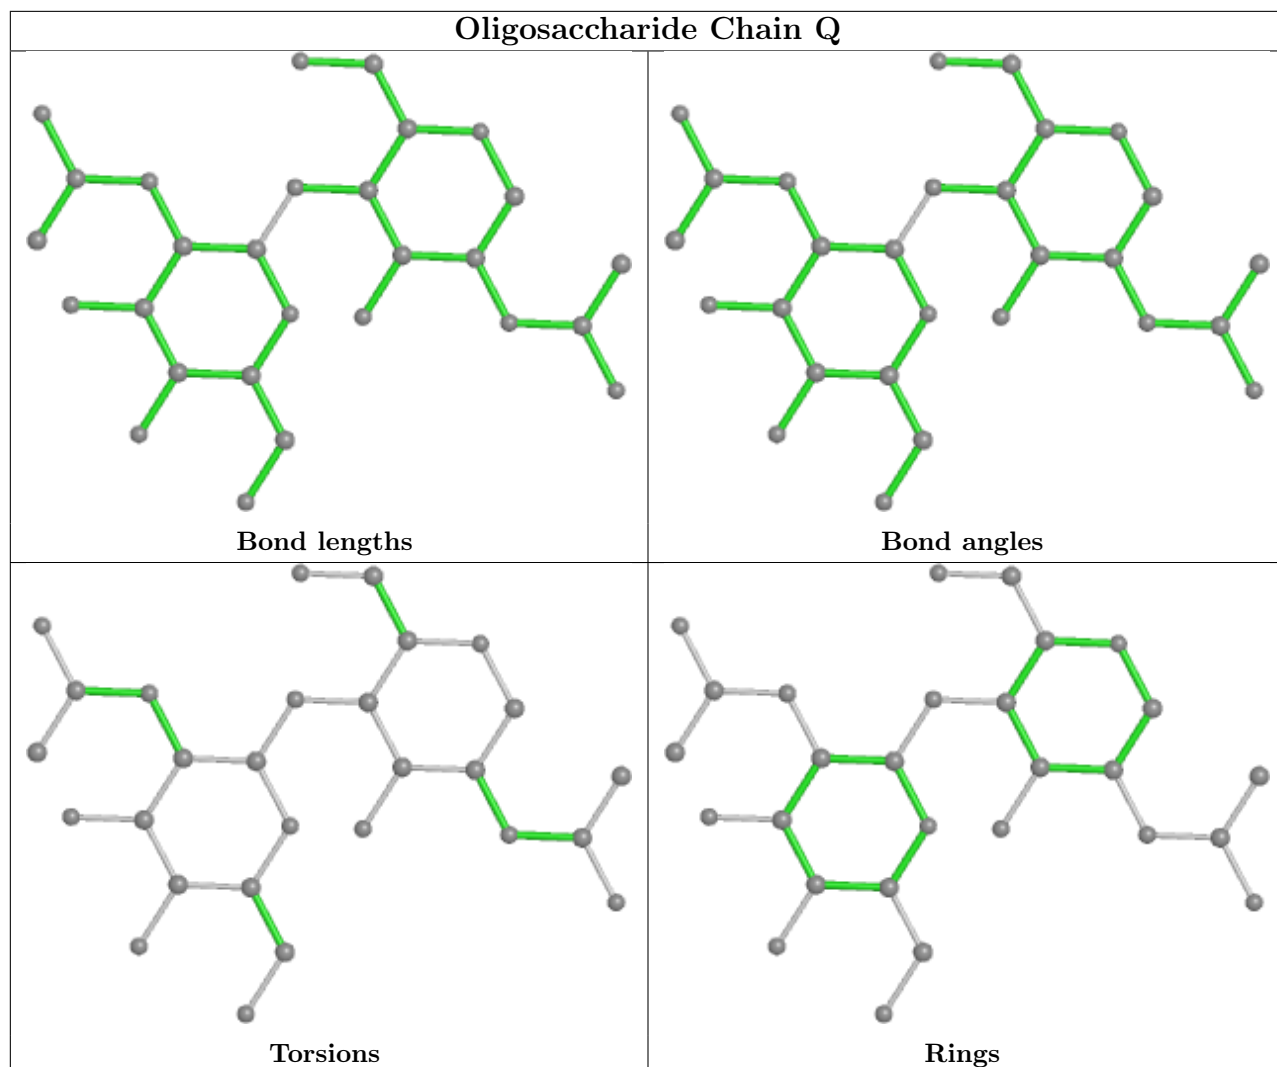 Oligosaccharide Chain Q
Bond lengths
Bond angles
Torsions
Rings